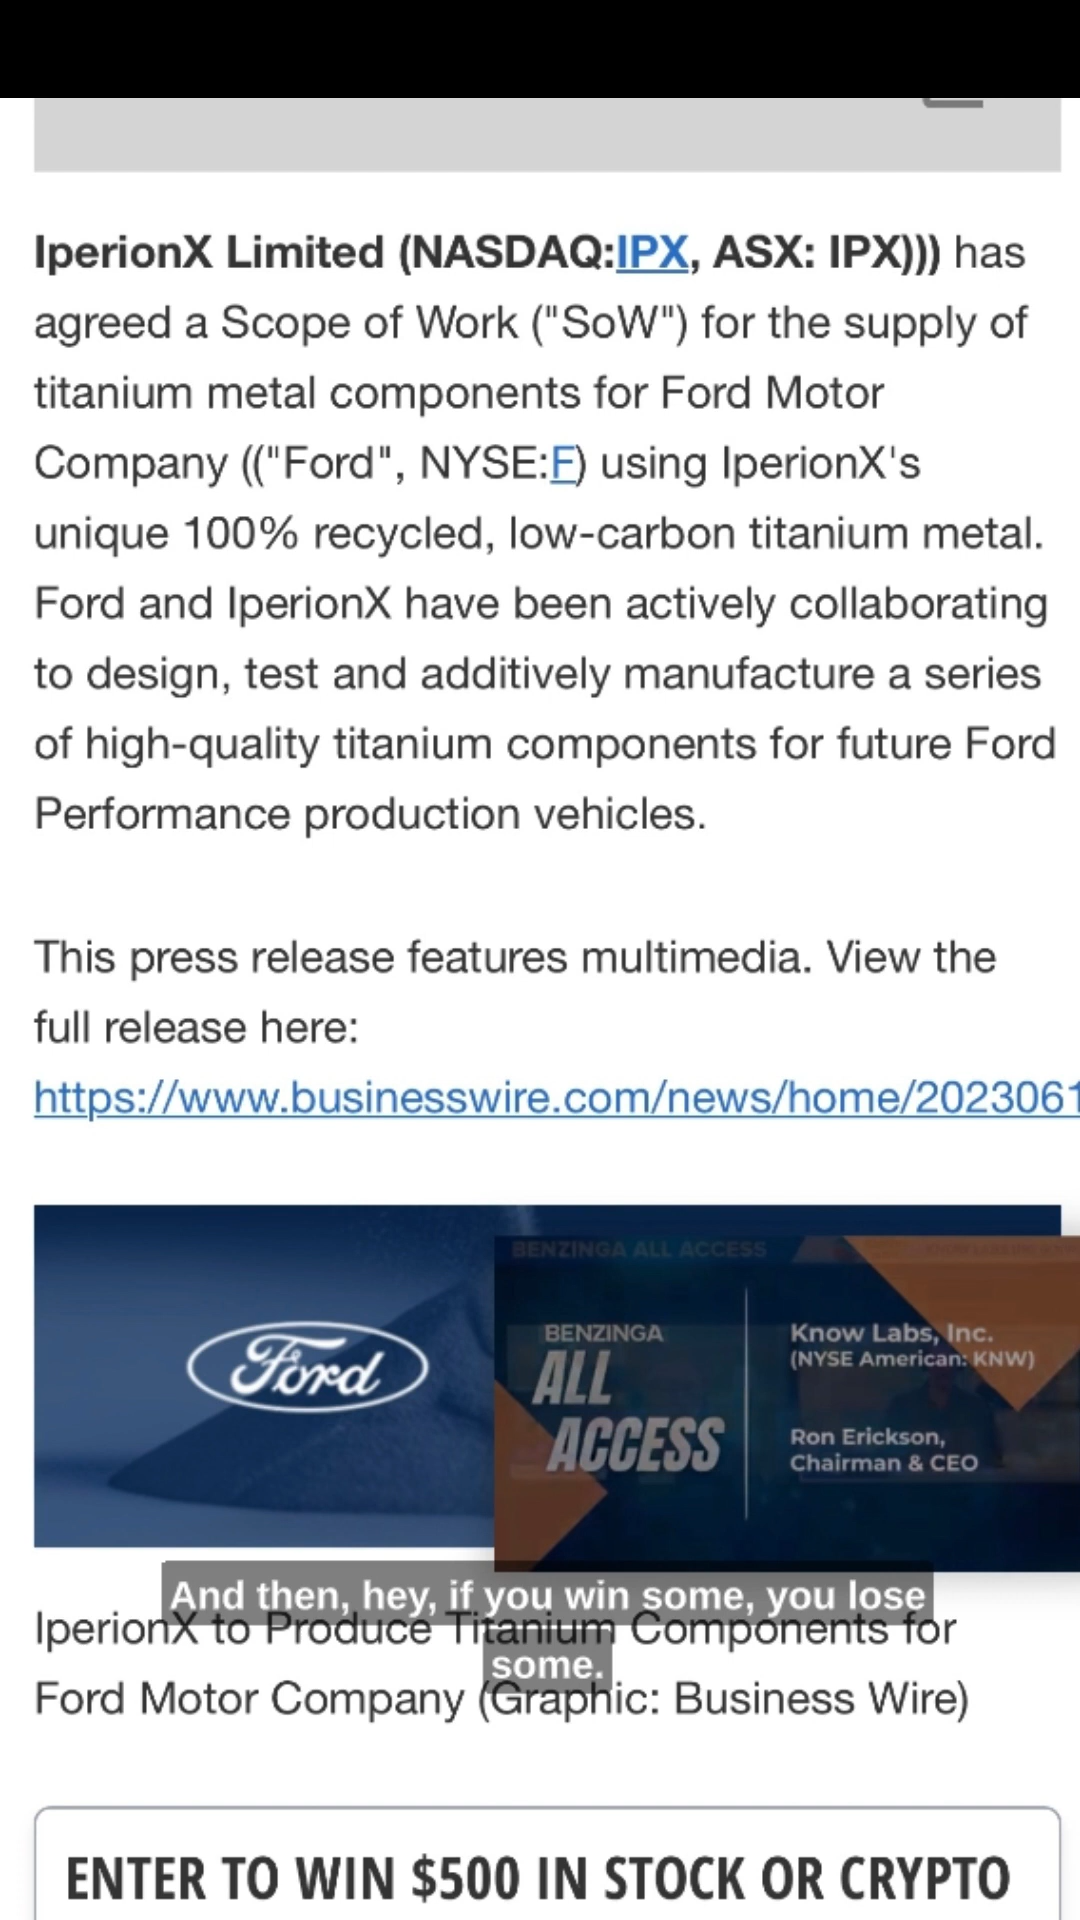 IperionX Limited (NASDAQ:IPX, ASX: IPX))) has
agreed a Scope of Work ("SoW") for the supply of
titanium metal components for Ford Motor
Company (("Ford", NYSE:F) using IperionX's
unique 100% recycled, low-carbon titanium metal.
Ford and IperionX have been actively collaborating
to design, test and additively manufacture a series
of high-quality titanium components for future Ford
Performance production vehicles.
This press release features multimedia. View the
full release here:
https://www.businesswire.com/news/home/2023061
Ford
BENZINGA ALL ACCESS
BENZINGA
ALL
ACCESS
Know Labs, Inc.
(NYSE American: KNW)
Ron Erickson,
Chairman & CEO
And then, hey, if you win some, you lose
some.
IperionX to Produce Titanium Components for
Ford Motor Company (Graphic: Business Wire)
ENTER TO WIN $500 IN STOCK OR CRYPTO